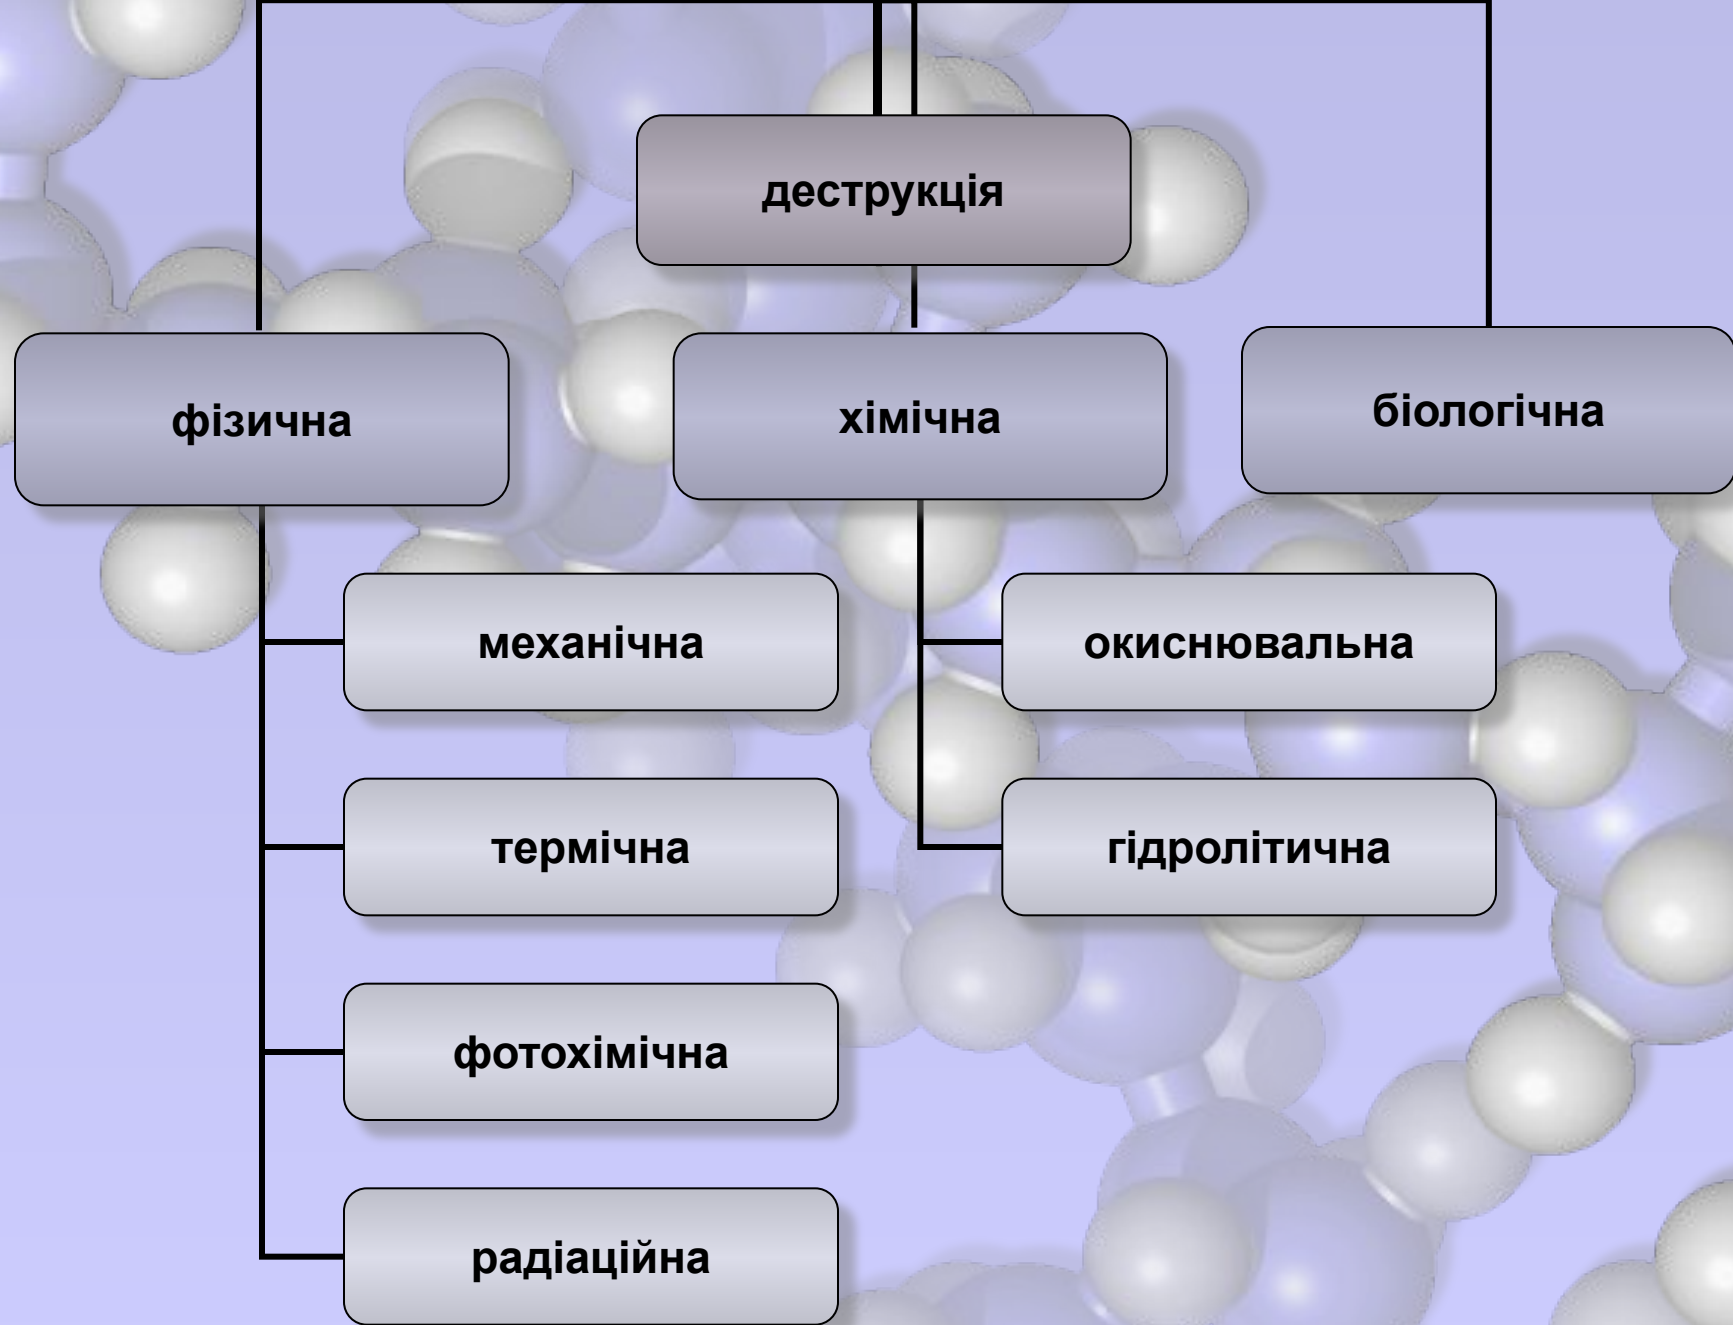 деструкція
фізична
хімічна
біологічна
механічна
окиснювальна
термічна
гідролітична
фотохімічна
радіаційна